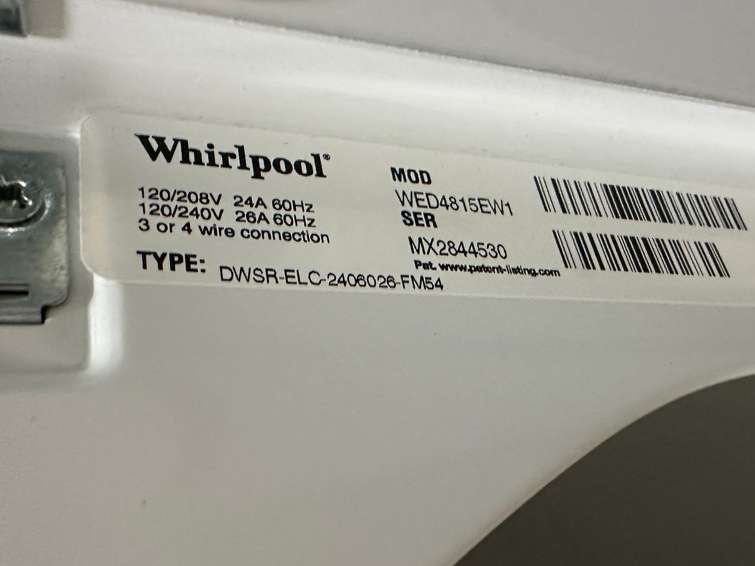 Whirlpool®
120/208V 24A 60Hz
120/240V 26A 60Hz
3 or 4 wire connection
TYPE: DWSR-ELC-2406026-FM54
MOD
WED4815EW1
SER
MX2844530
Pat. www.patent-listing.com